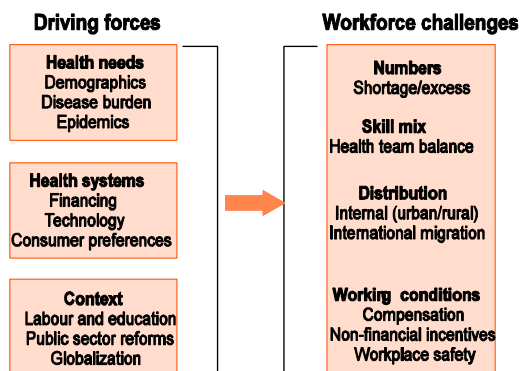 Driving forces
Health needs
Demographics
Disease burden
Epidemics
Health systems
Financing
Technology
Consumer preferences
Context
Labour and education
Public sector reforms
Globalization
Workforce challenges
Numbers
Shortage/excess
Skill mix
Health team balance
Distribution
Internal (urban/rural)
International migration
Working conditions
Compensation
Non-financial incentives
Workplace safety